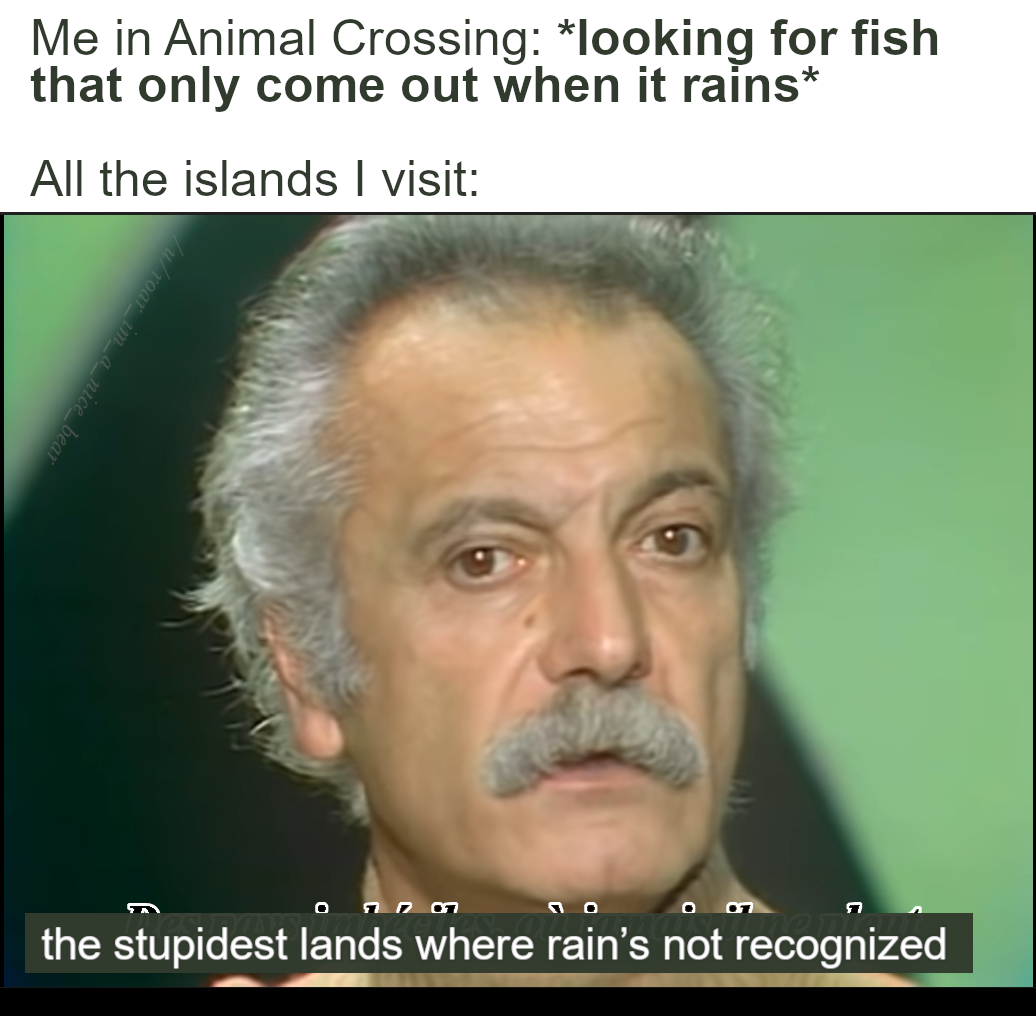 Me in Animal Crossing: *looking for fish
that only come out when it rains*
All the islands I visit:
/u/roar_im_a_nice_bear
the stupidest lands where rain’s not recognized